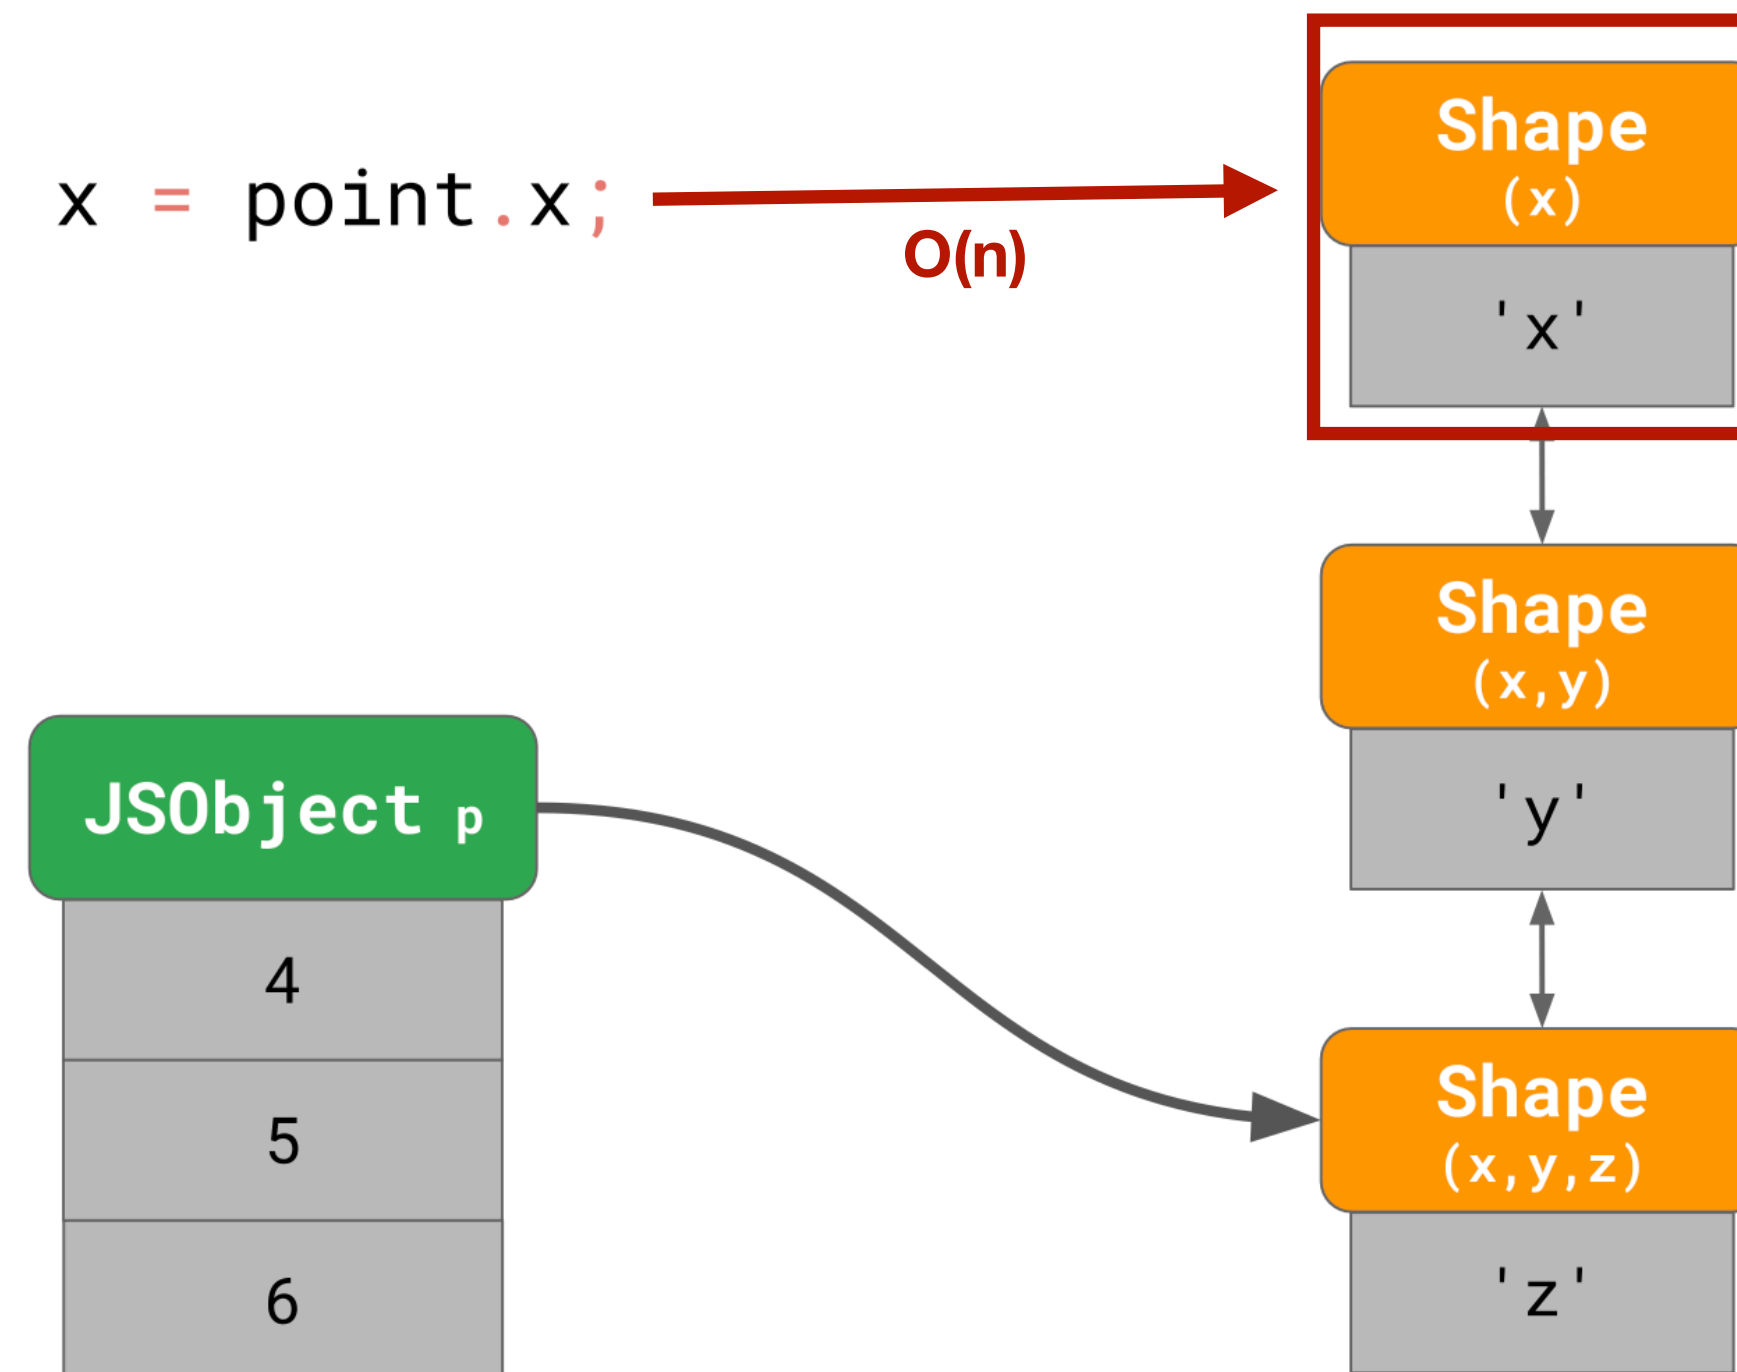 x = point.x;
O(n)
Shape
(x)
'x'
Shape
(x,y)
'y'
JSObject p
4
5
6
Shape
(x,y,z)
'z'